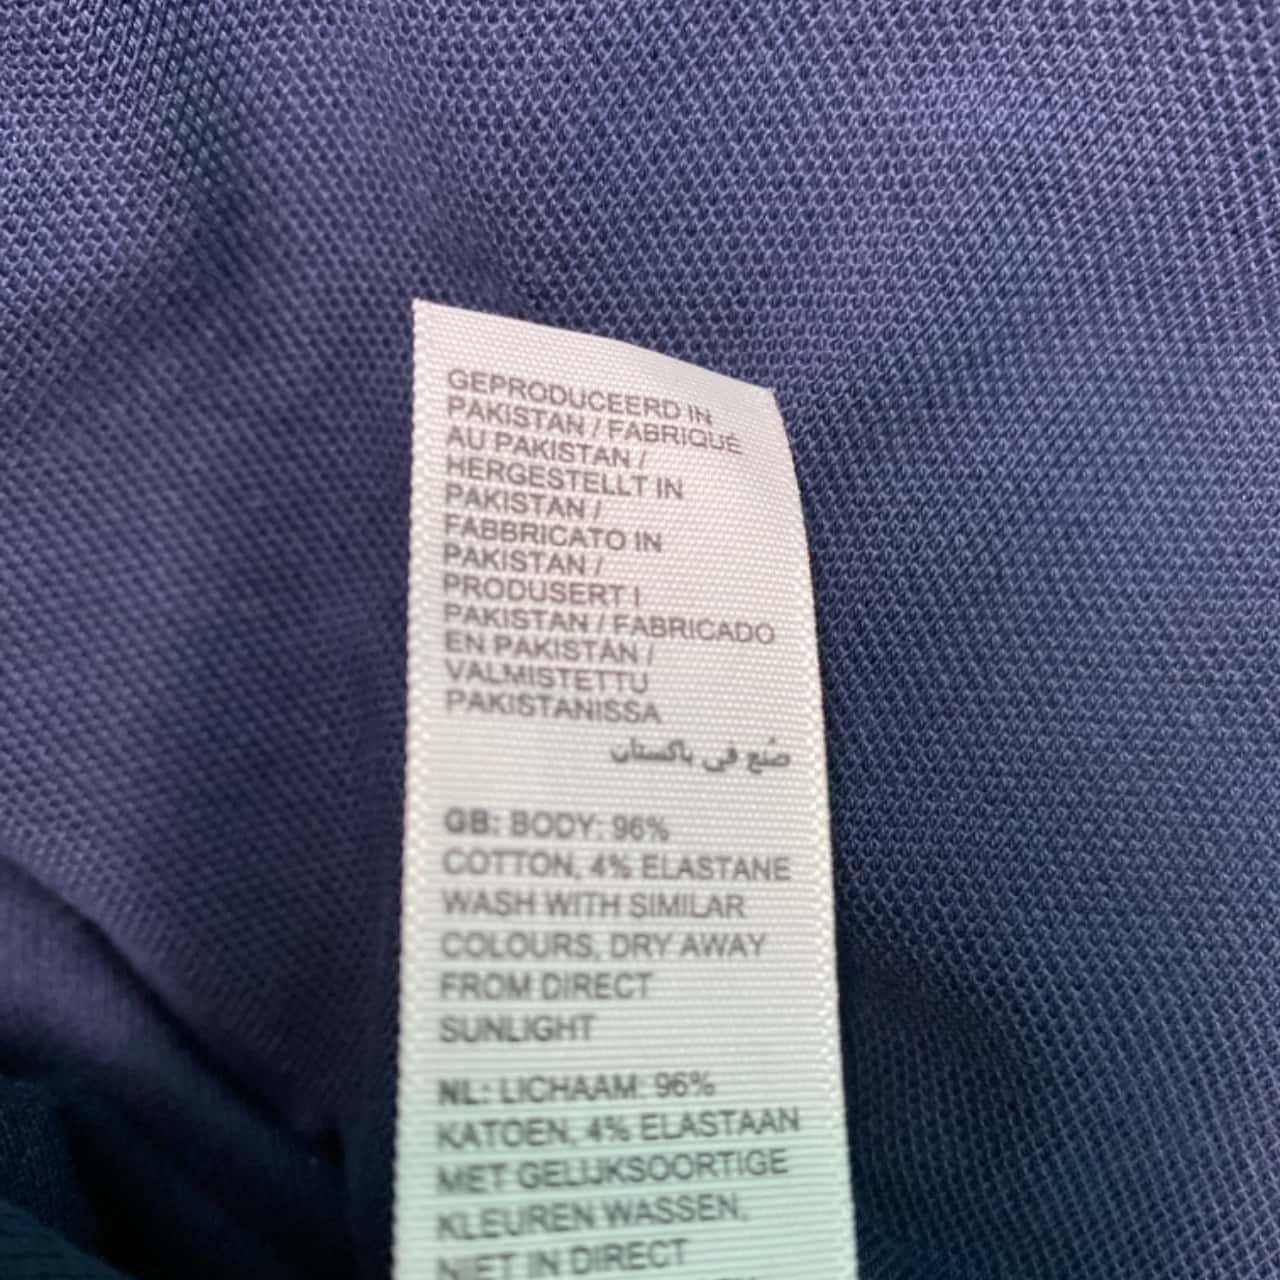 GEPRODUCEERD IN
PAKISTAN / FABRIQUÉ
AU PAKISTAN /
HERGESTELLT IN
PAKISTAN /
FABBRICATO IN
PAKISTAN /
PRODUSERT I
PAKISTAN / FABRICADO
EN PAKISTÁN /
VALMISTETTU
PAKISTANISSA
صُنع في باكستان
GB: BODY: 96%
COTTON, 4% ELASTANE
WASH WITH SIMILAR
COLOURS, DRY AWAY
FROM DIRECT
SUNLIGHT
NL: LICHAAM: 96%
KATOEN, 4% ELASTAAN
MET GELIJKSOORTIGE
KLEUREN WASSEN,
NIET IN DIRECT